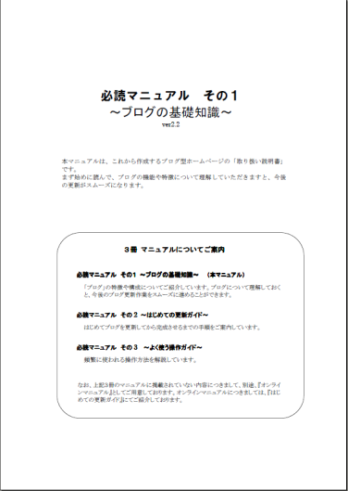 必読マニュアル その１
～ブログの基礎知識～
ver2.2
本マニュアルは、これから作成するブログ型ホームページの「取り扱い説明書」
です。
まず始めに読んで、ブログの機能や特徴について理解していただきますと、今後
の更新がスムーズになります。
３冊 マニュアルについてご案内
必読マニュアル その１ ～ブログの基礎知識～ （本マニュアル）
「ブログ」の特徴や構成についてご紹介しています。ブログについて理解しておく
と、今後のブログ更新作業をスムーズに進めることができます。
必読マニュアル その２ ～はじめての更新ガイド～
はじめてブログを更新してから完成させるまでの手順をご案内しています。
必読マニュアル その３ ～よく使う操作ガイド～
頻繁に使われる操作方法を解説しています。
なお、上記３冊のマニュアルに掲載されていない内容につきまして、別途、『オンライ
ンマニュアル』としてご用意しております。オンラインマニュアルにつきましては、『はじ
めての更新ガイド』にてご紹介しております。